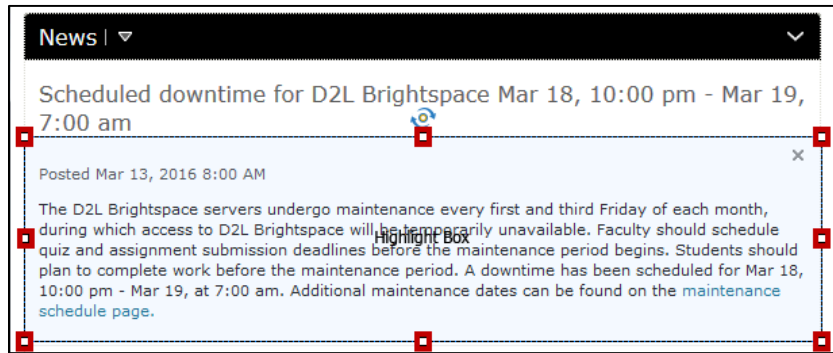 News
Scheduled downtime for D2L Brightspace Mar 18, 10:00 pm - Mar 19,
7:00 am
Posted Mar 13, 2016 8:00 AM
The D2L Brightspace servers undergo maintenance every first and third Friday of each month,
during which access to D2L Brightspace will be temporarily unavailable. Faculty should schedule
Highlight Box
quiz and assignment submission deadlines before the maintenance period begins. Students should
plan to complete work before the maintenance period. A downtime has been scheduled for Mar 18,
10:00 pm - Mar 19, at 7:00 am. Additional maintenance dates can be found on the maintenance
schedule page.